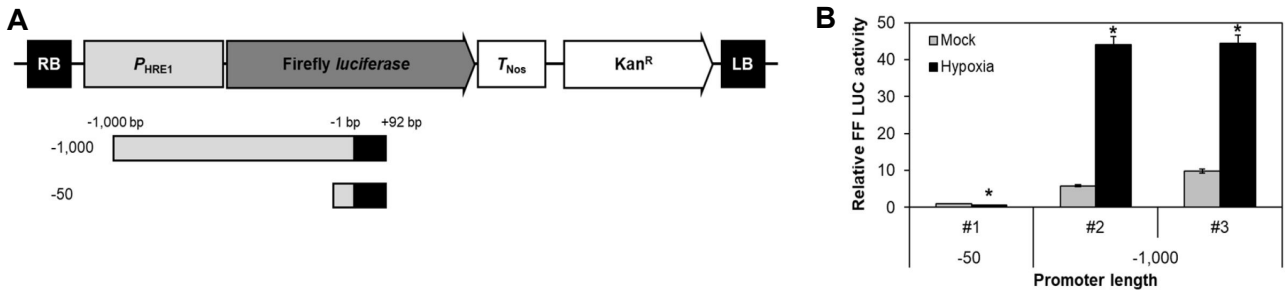 A
RB
PHRE1
Firefly luciferase
TNos
KanR
LB
-1,000 bp
-1 bp
+92 bp
-1,000
-50
B
Relative FF LUC activity
50
40
30
20
10
0
Mock
Hypoxia
*
*
*
#1
#2
#3
-50
-1,000
Promoter length